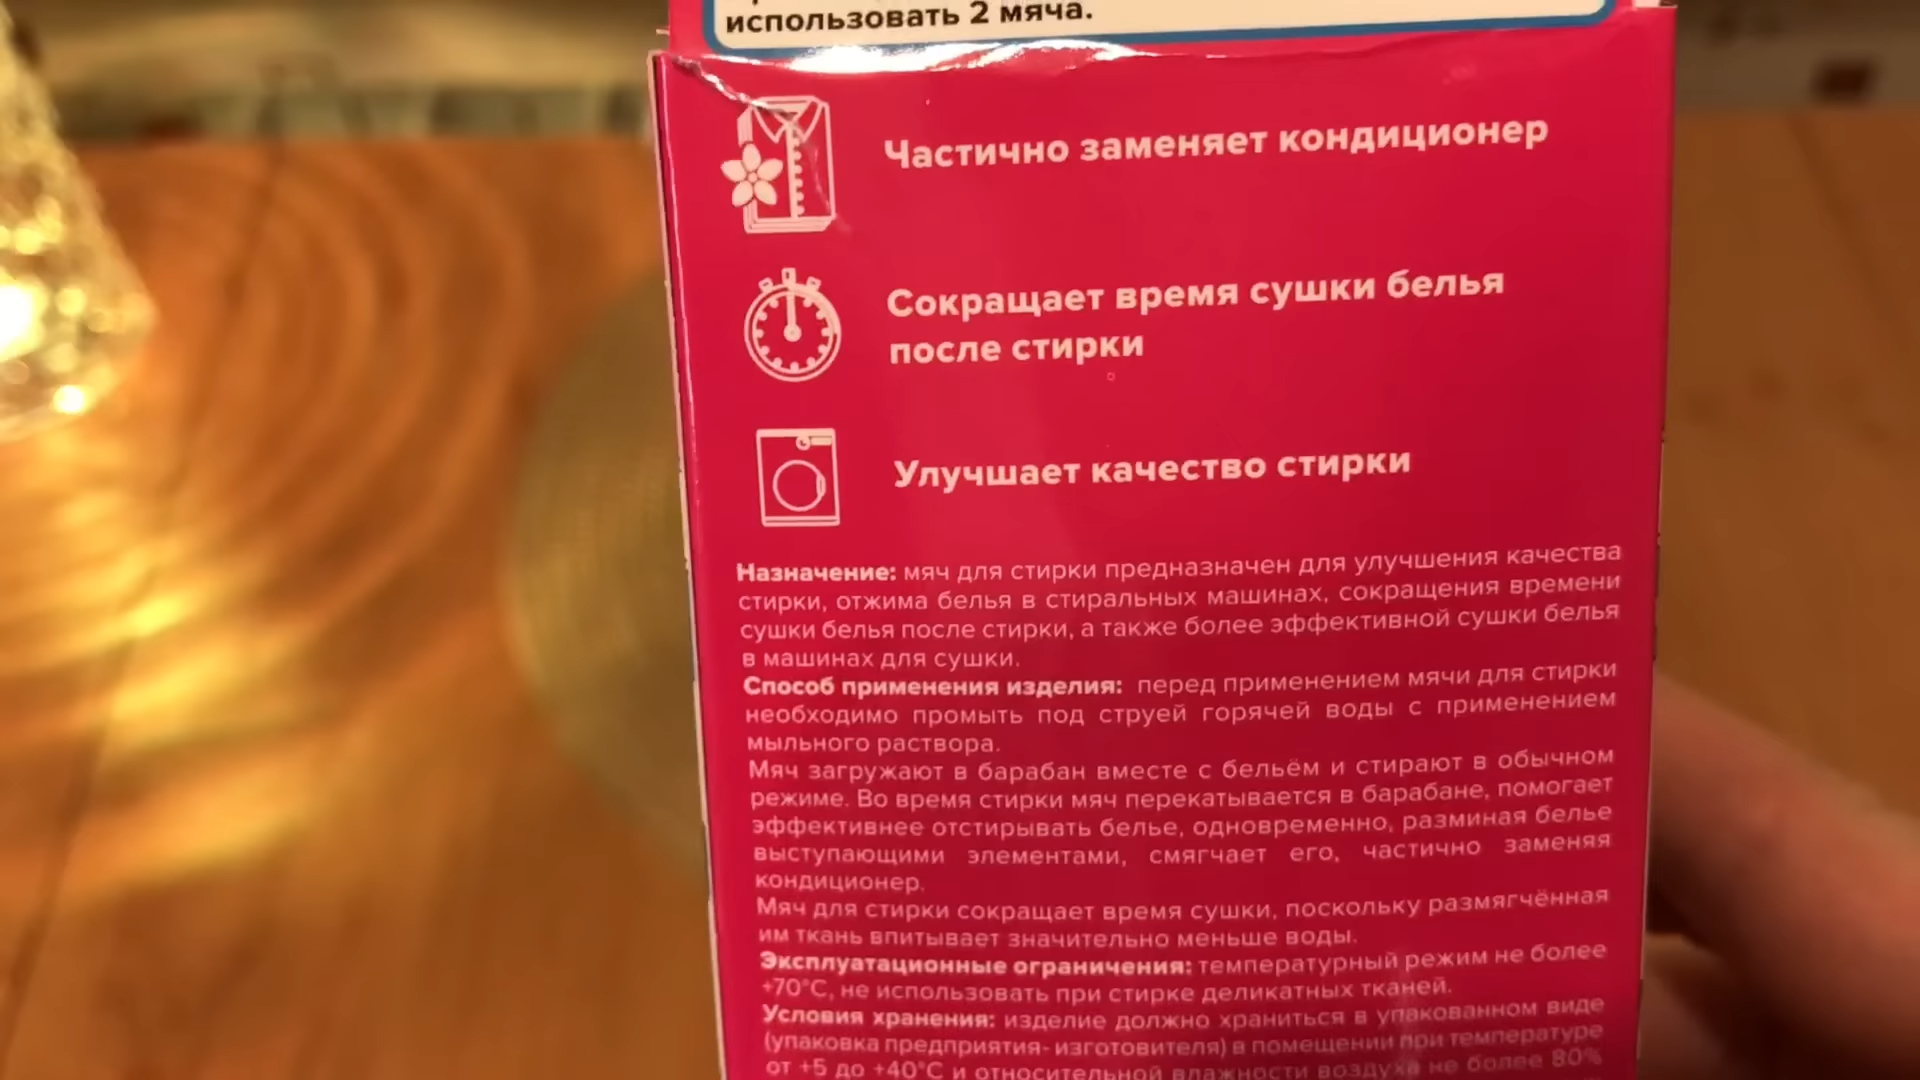 использовать 2 мяча.
Частично заменяет кондиционер
Сокращает время сушки белья
после стирки
Улучшает качество стирки
Назначение: мяч для стирки предназначен для улучшения качества
стирки, отжима белья в стиральных машинах, сокращения времени
сушки белья после стирки, а также более эффективной сушки белья
в машинах для сушки.
Способ применения изделия: перед применением мячи для стирки
необходимо промыть под струей горячей воды с применением
мыльного раствора.
Мяч загружают в барабан вместе с бельём и стирают в обычном
режиме. Во время стирки мяч перекатывается в барабане, помогает
эффективнее отстирывать белье, одновременно, разминая белье
выступающими элементами, смягчает его, частично заменяя
кондиционер.
Мяч для стирки сокращает время сушки, поскольку размягчённая
им ткань впитывает значительно меньше воды.
Эксплуатационные ограничения: температурный режим не более
+70°С, не использовать при стирке деликатных тканей.
Условия хранения: изделие должно храниться в упакованном виде
(упаковка предприятия- изготовителя) в помещении при температуре
от +5 до +40°С и относительной влажности воздуха не более 80%